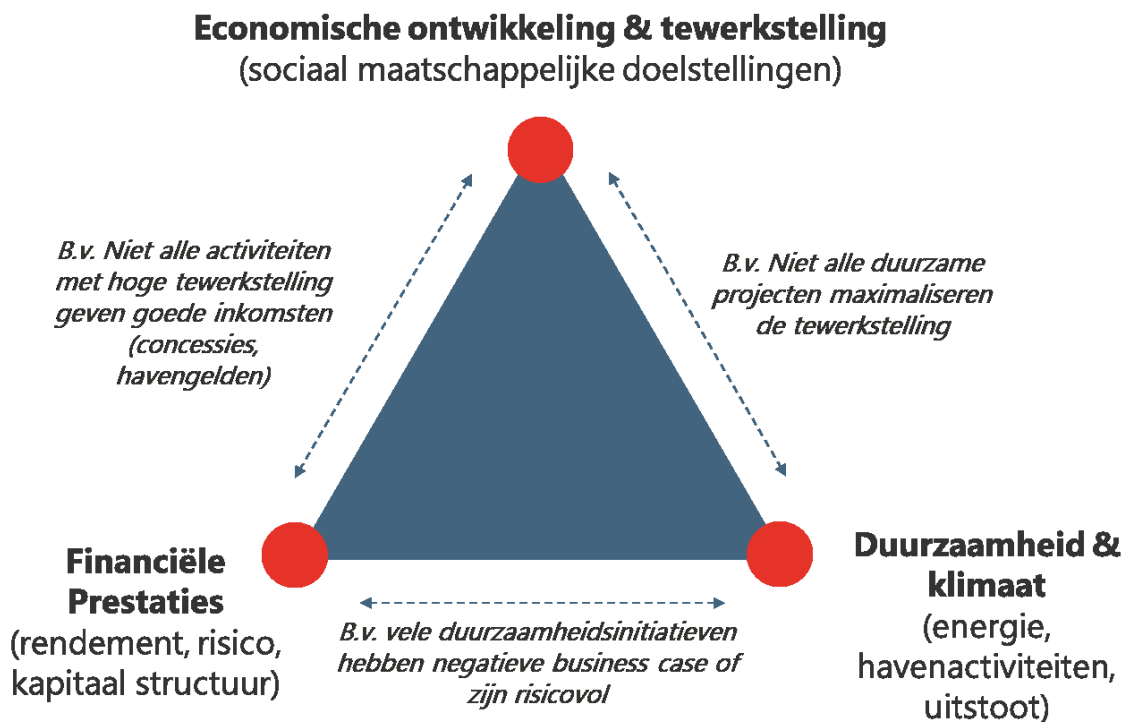 Economische ontwikkeling & tewerkstelling
(sociaal maatschappelijke doelstellingen)
B.v. Niet alle activiteiten
met hoge tewerkstelling
geven goede inkomsten
(concessies,
havengelden)
B.v. Niet alle duurzame
projecten maximaliseren
de tewerkstelling
Financiële
Prestaties
(rendement, risico,
kapitaal structuur)
B.v. vele duurzaamheidsinitiatieven
hebben negatieve business case of
zijn risicovol
Duurzaamheid &
klimaat
(energie,
havenactiviteiten,
uitstoot)